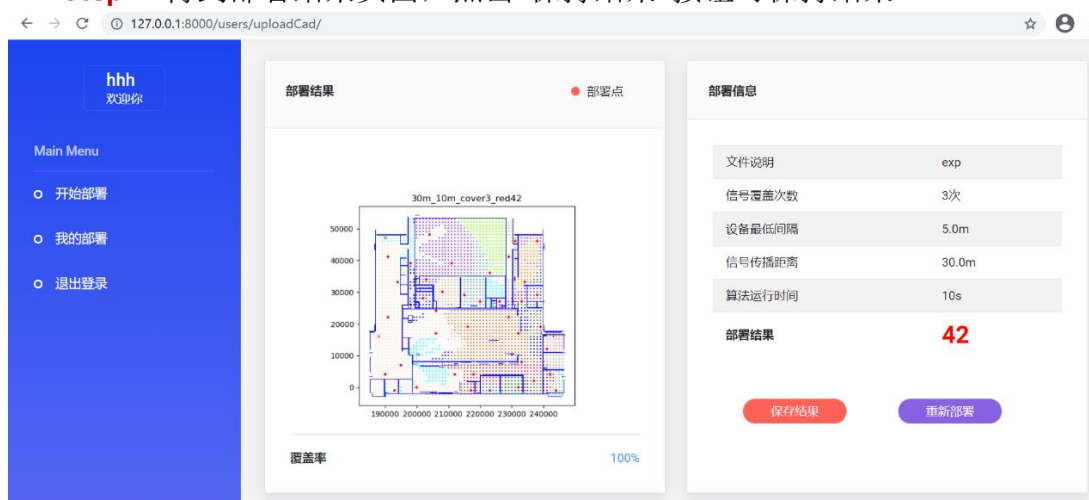 127.0.0.1:8000/users/uploadCad/
hhh
欢迎你
Main Menu
开始部署
我的部署
退出登录
部署结果
部署点
30m_10m_cover3_red42
50000
40000
30000
20000
10000
0
190000 200000 210000 220000 230000 240000
覆盖率 100%
部署信息
文件说明 exp
信号覆盖次数 3次
设备最低间隔 5.0m
信号传播距离 30.0m
算法运行时间 10s
部署结果 42
保存结果 重新部署